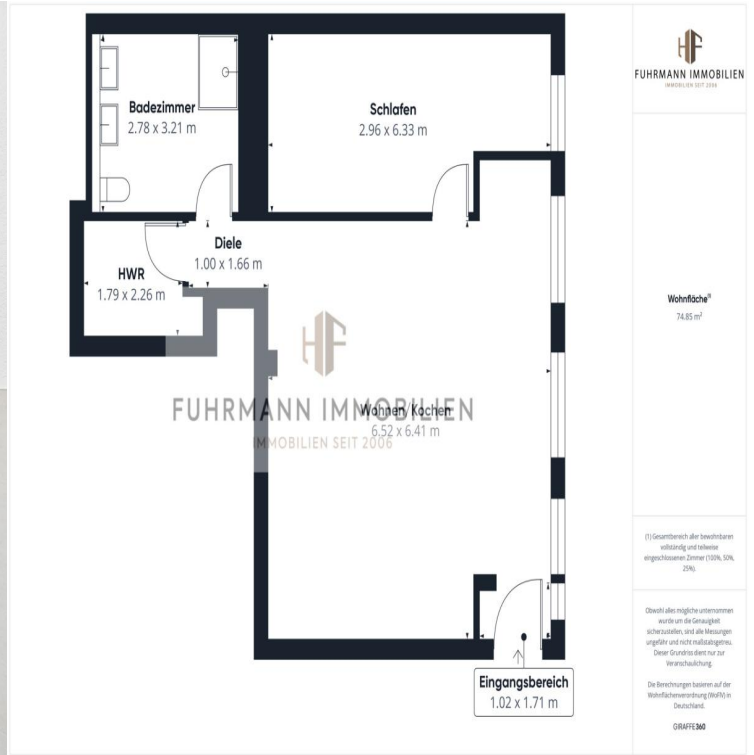 Badezimmer
2.78 x 3.21 m
Schlafen
2.96 x 6.33 m
Diele
1.00 x 1.66 m
HWR
1.79 x 2.26 m
FUHRMANN IMMOBILIEN
IMMOBILIEN SEIT 2006
Wohnen/Kochen
6.52 x 6.41 m
Eingangsbereich
1.02 x 1.71 m
FUHRMANN IMMOBILIEN
IMMOBILIEN SEIT 2006
Wohnfläche⁽¹⁾
74.85 m²
(1) Gesamtbereich aller bewohnbaren
vollständig und teilweise
eingeschlossenen Zimmer (100%, 50%,
25%).
Obwohl alles mögliche unternommen
wurde um die Genauigkeit
sicherzustellen, sind alle Messungen
ungefähr und nicht maßstabsgetreu.
Dieser Grundriss dient nur zur
Veranschaulichung.
Die Berechnungen basieren auf der
Wohnflächenverordnung (WoFlV) in
Deutschland.
GIRAFFE360